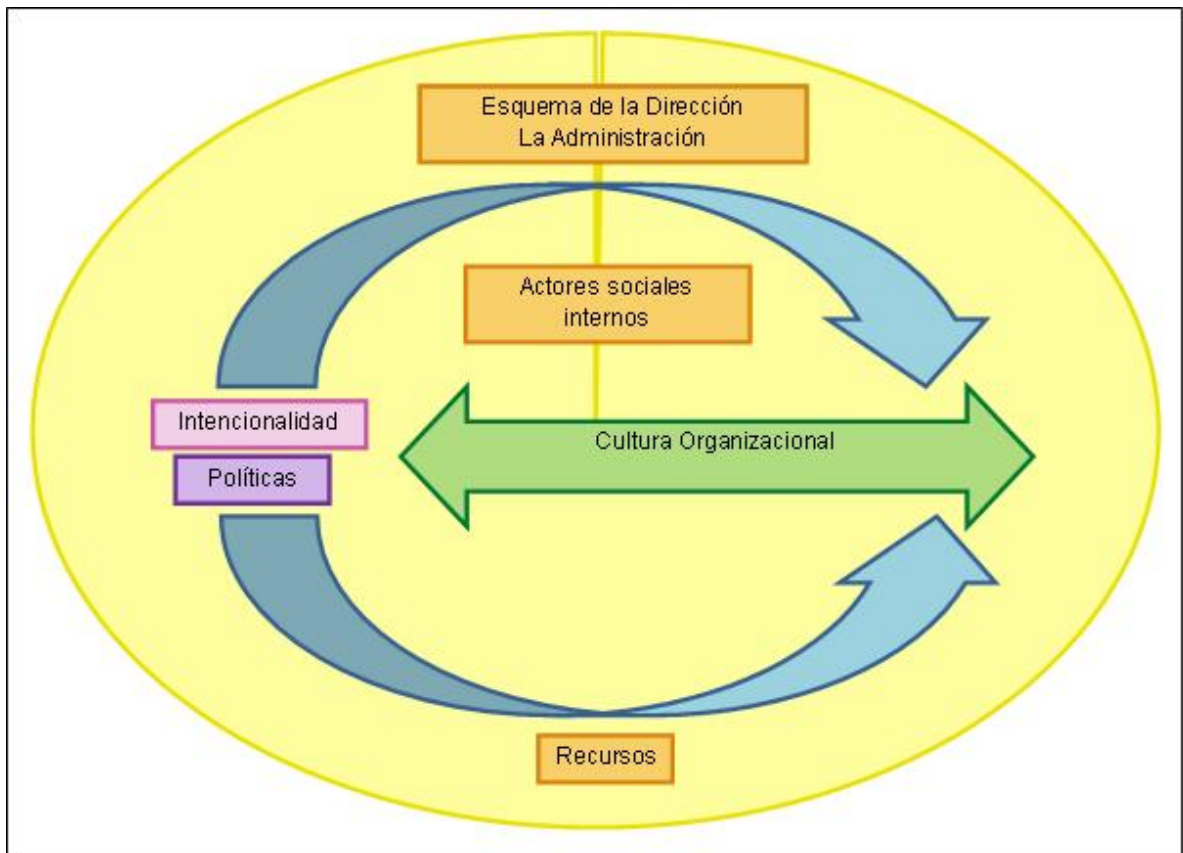 Esquema de la Dirección
La Administración
Actores sociales
internos
Intencionalidad
Políticas
Cultura Organizacional
Recursos